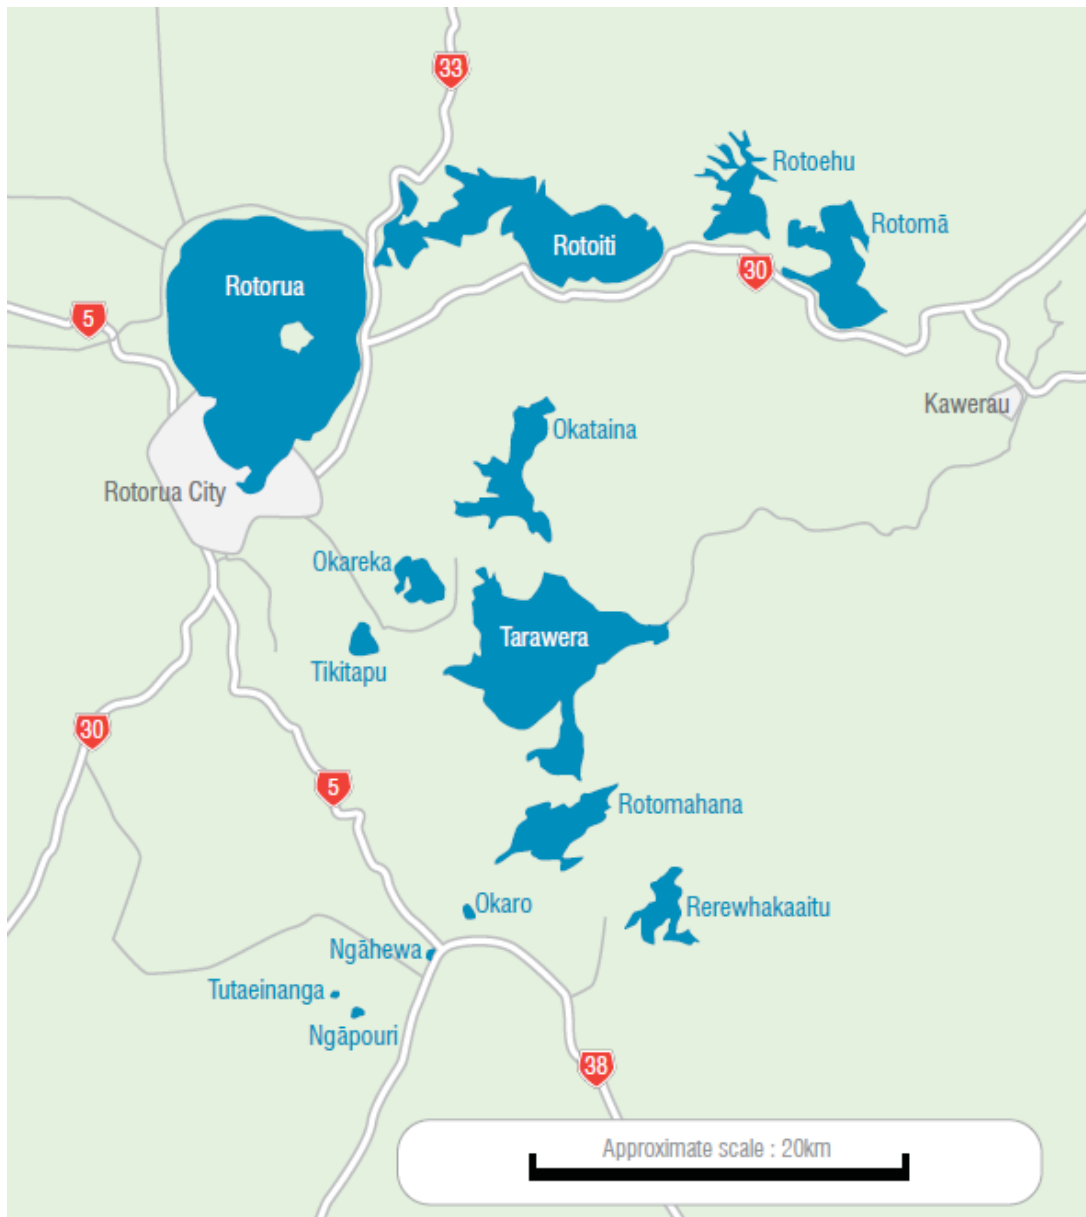 33
Rotoehu
Rotomā
Rotoiti
30
Rotorua
5
Kawerau
Okataina
Rotorua City
Okareka
Tarawera
Tikitapu
30
5
Rotomahana
Okaro
Rerewhakaaitu
Ngāhewa
Tutaeinanga
Ngāpouri
38
Approximate scale : 20km